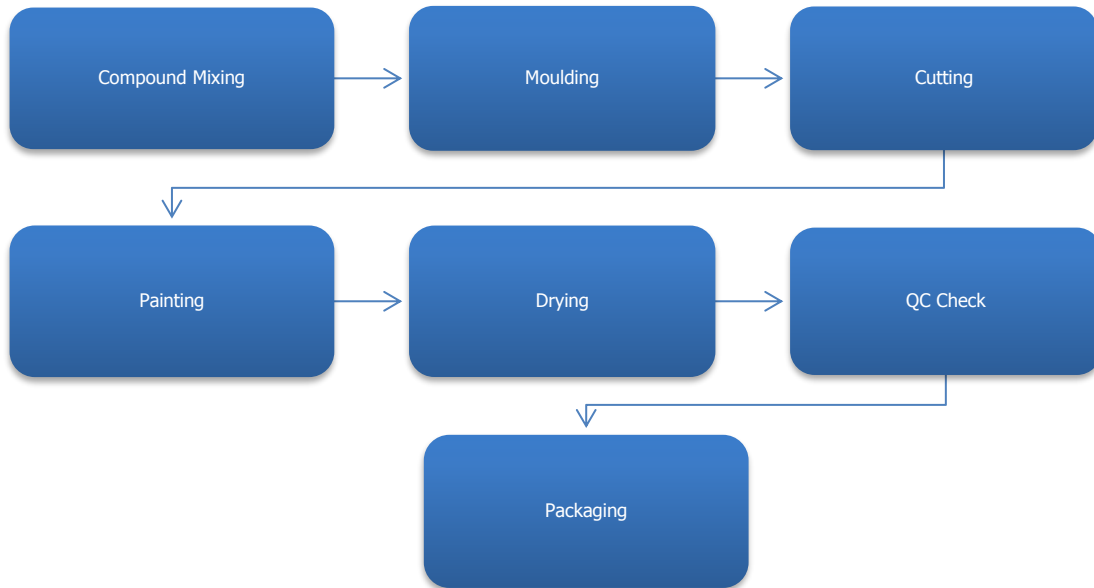 Compound Mixing
Moulding
Cutting
Painting
Drying
QC Check
Packaging